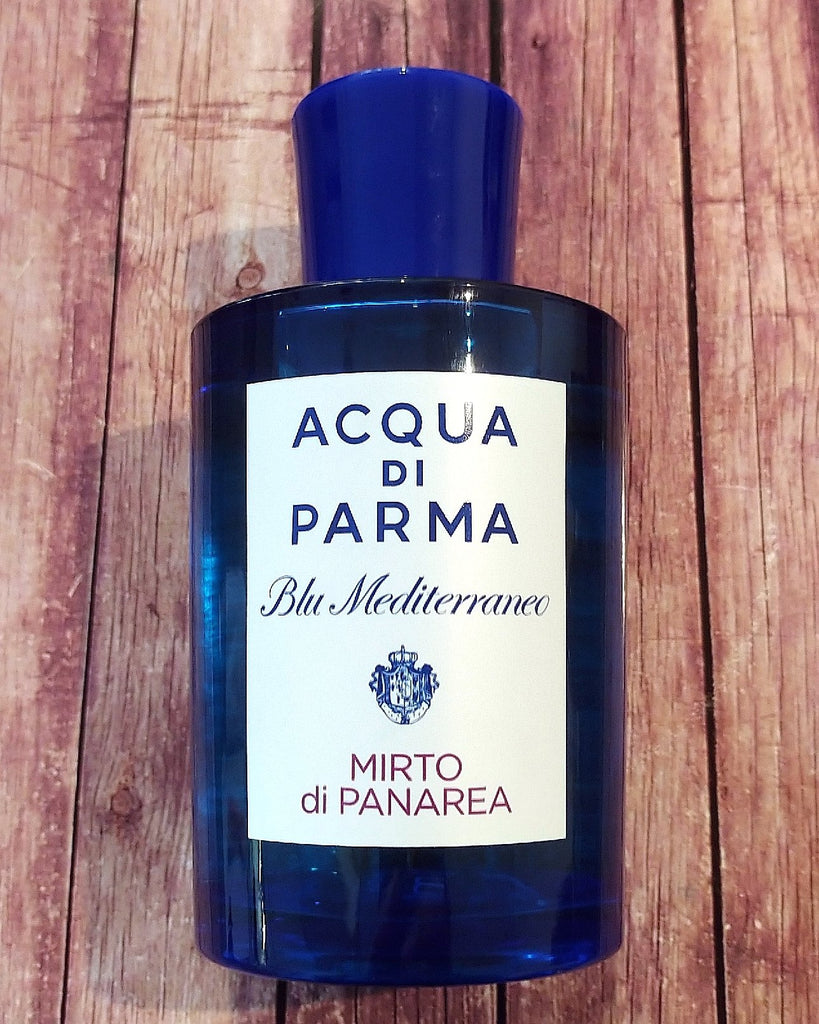 ACQUA
DI
PARMA
Blu Mediterraneo
MIRTO
di PANAREA